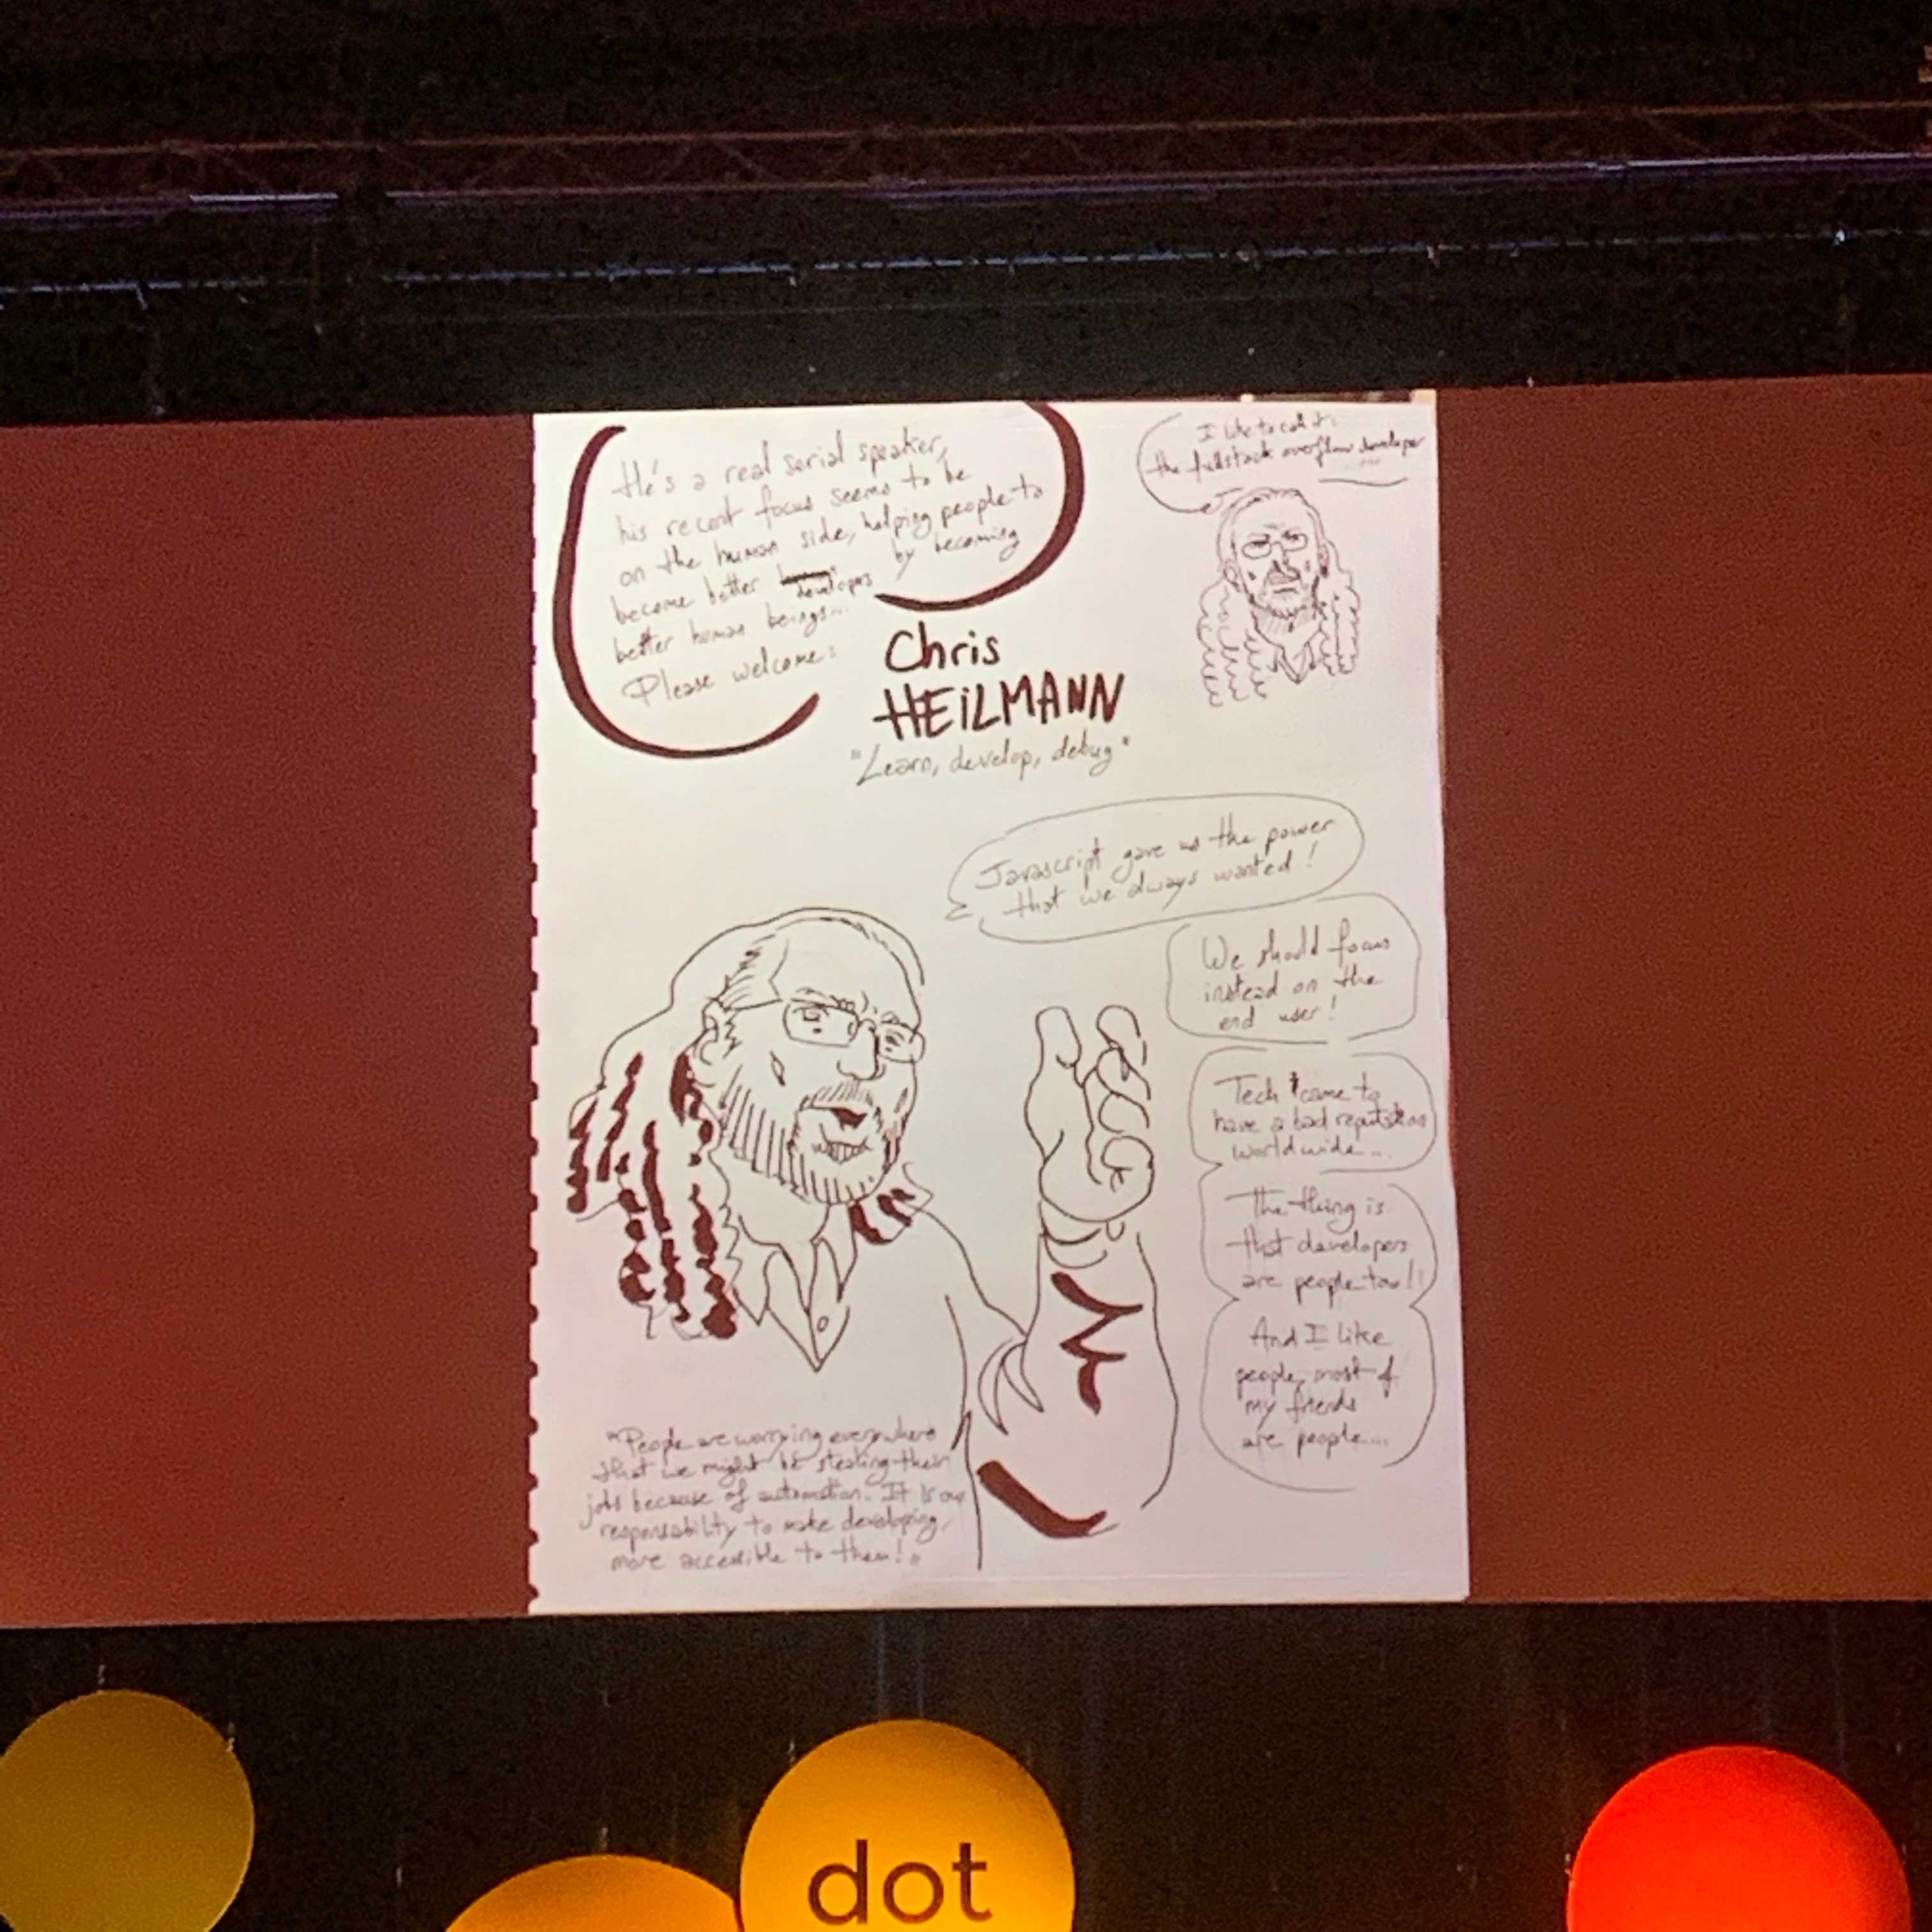 He's a real serial speaker,
his recent focus seems to be
on the human side, helping people to
become better developers by becoming
better human beings...
Please welcome:
Chris
HEiLMANN
"Learn, develop, debug"
I like to call it:
the fullstack overflow developer
Javascript gave us the power
that we always wanted!
We should focus
instead on the
end user!
Tech came to
have a bad reputation
worldwide...
The thing is
that developers
are people too!
And I like
people, most of
my friends
are people...
"People are worrying everywhere
that we might be stealing their
jobs because of automation. It is our
responsability to make developing,
more accessible to them!"
dot